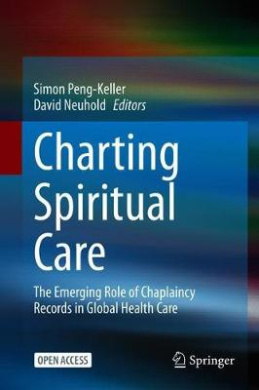 Simon Peng-Keller
David Neuhold Editors
Charting
Spiritual
Care
The Emerging Role of Chaplaincy
Records in Global Health Care
OPEN ACCESS
Springer